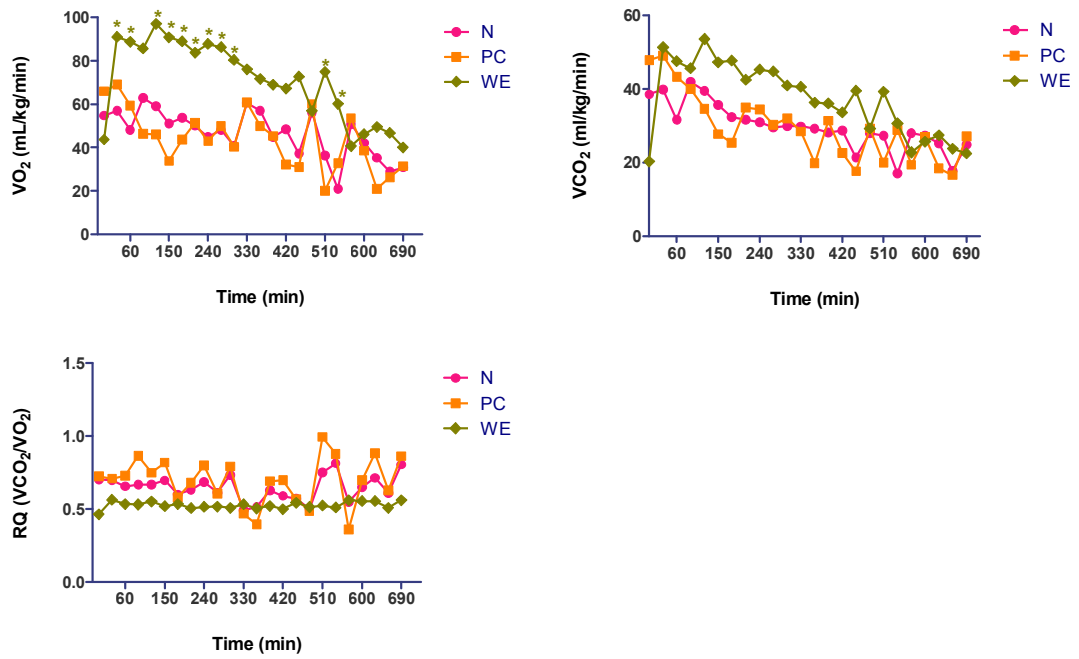 * * * * * * * * * * * *
100
80
60
40
20
0
VO2 (mL/kg/min)
60 150 240 330 420 510 600 690
Time (min)
N
PC
WE
60
40
20
0
VCO2 (ml/kg/min)
60 150 240 330 420 510 600 690
Time (min)
N
PC
WE
1.5
1.0
0.5
0.0
RQ (VCO2/VO2)
60 150 240 330 420 510 600 690
Time (min)
N
PC
WE